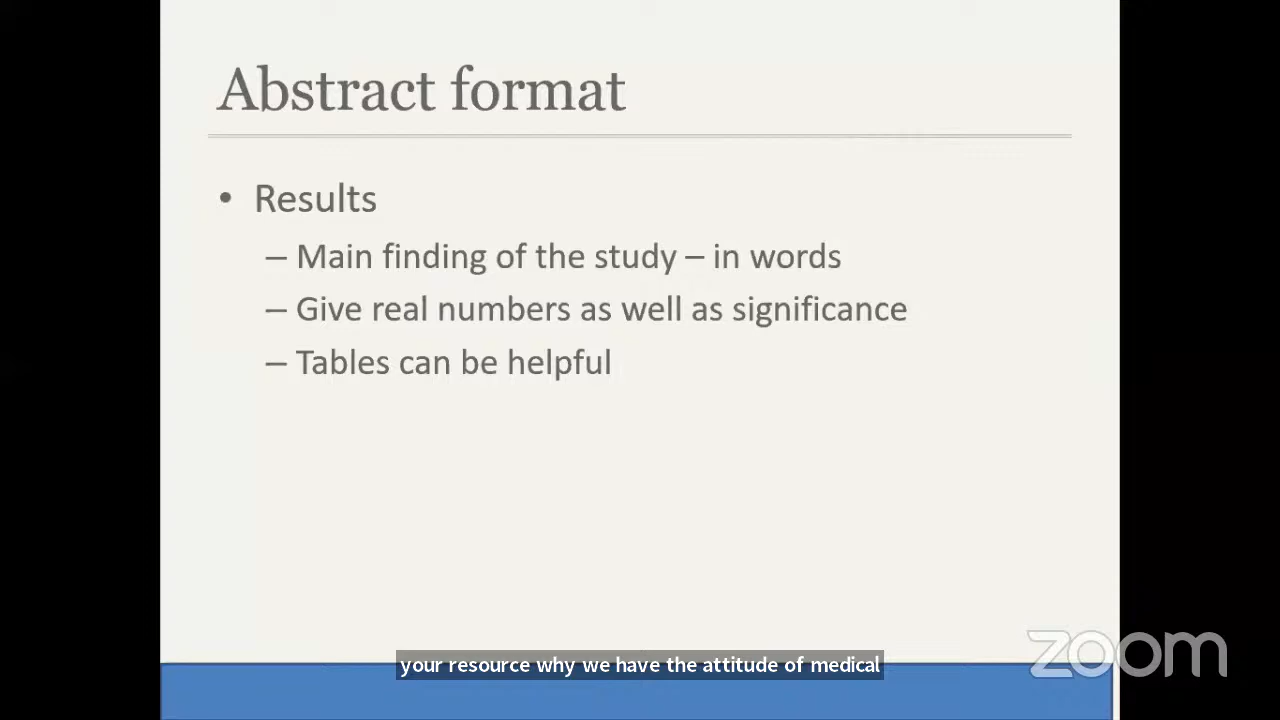 Abstract format
• Results
– Main finding of the study – in words
– Give real numbers as well as significance
– Tables can be helpful
your resource why we have the attitude of medical
zoom